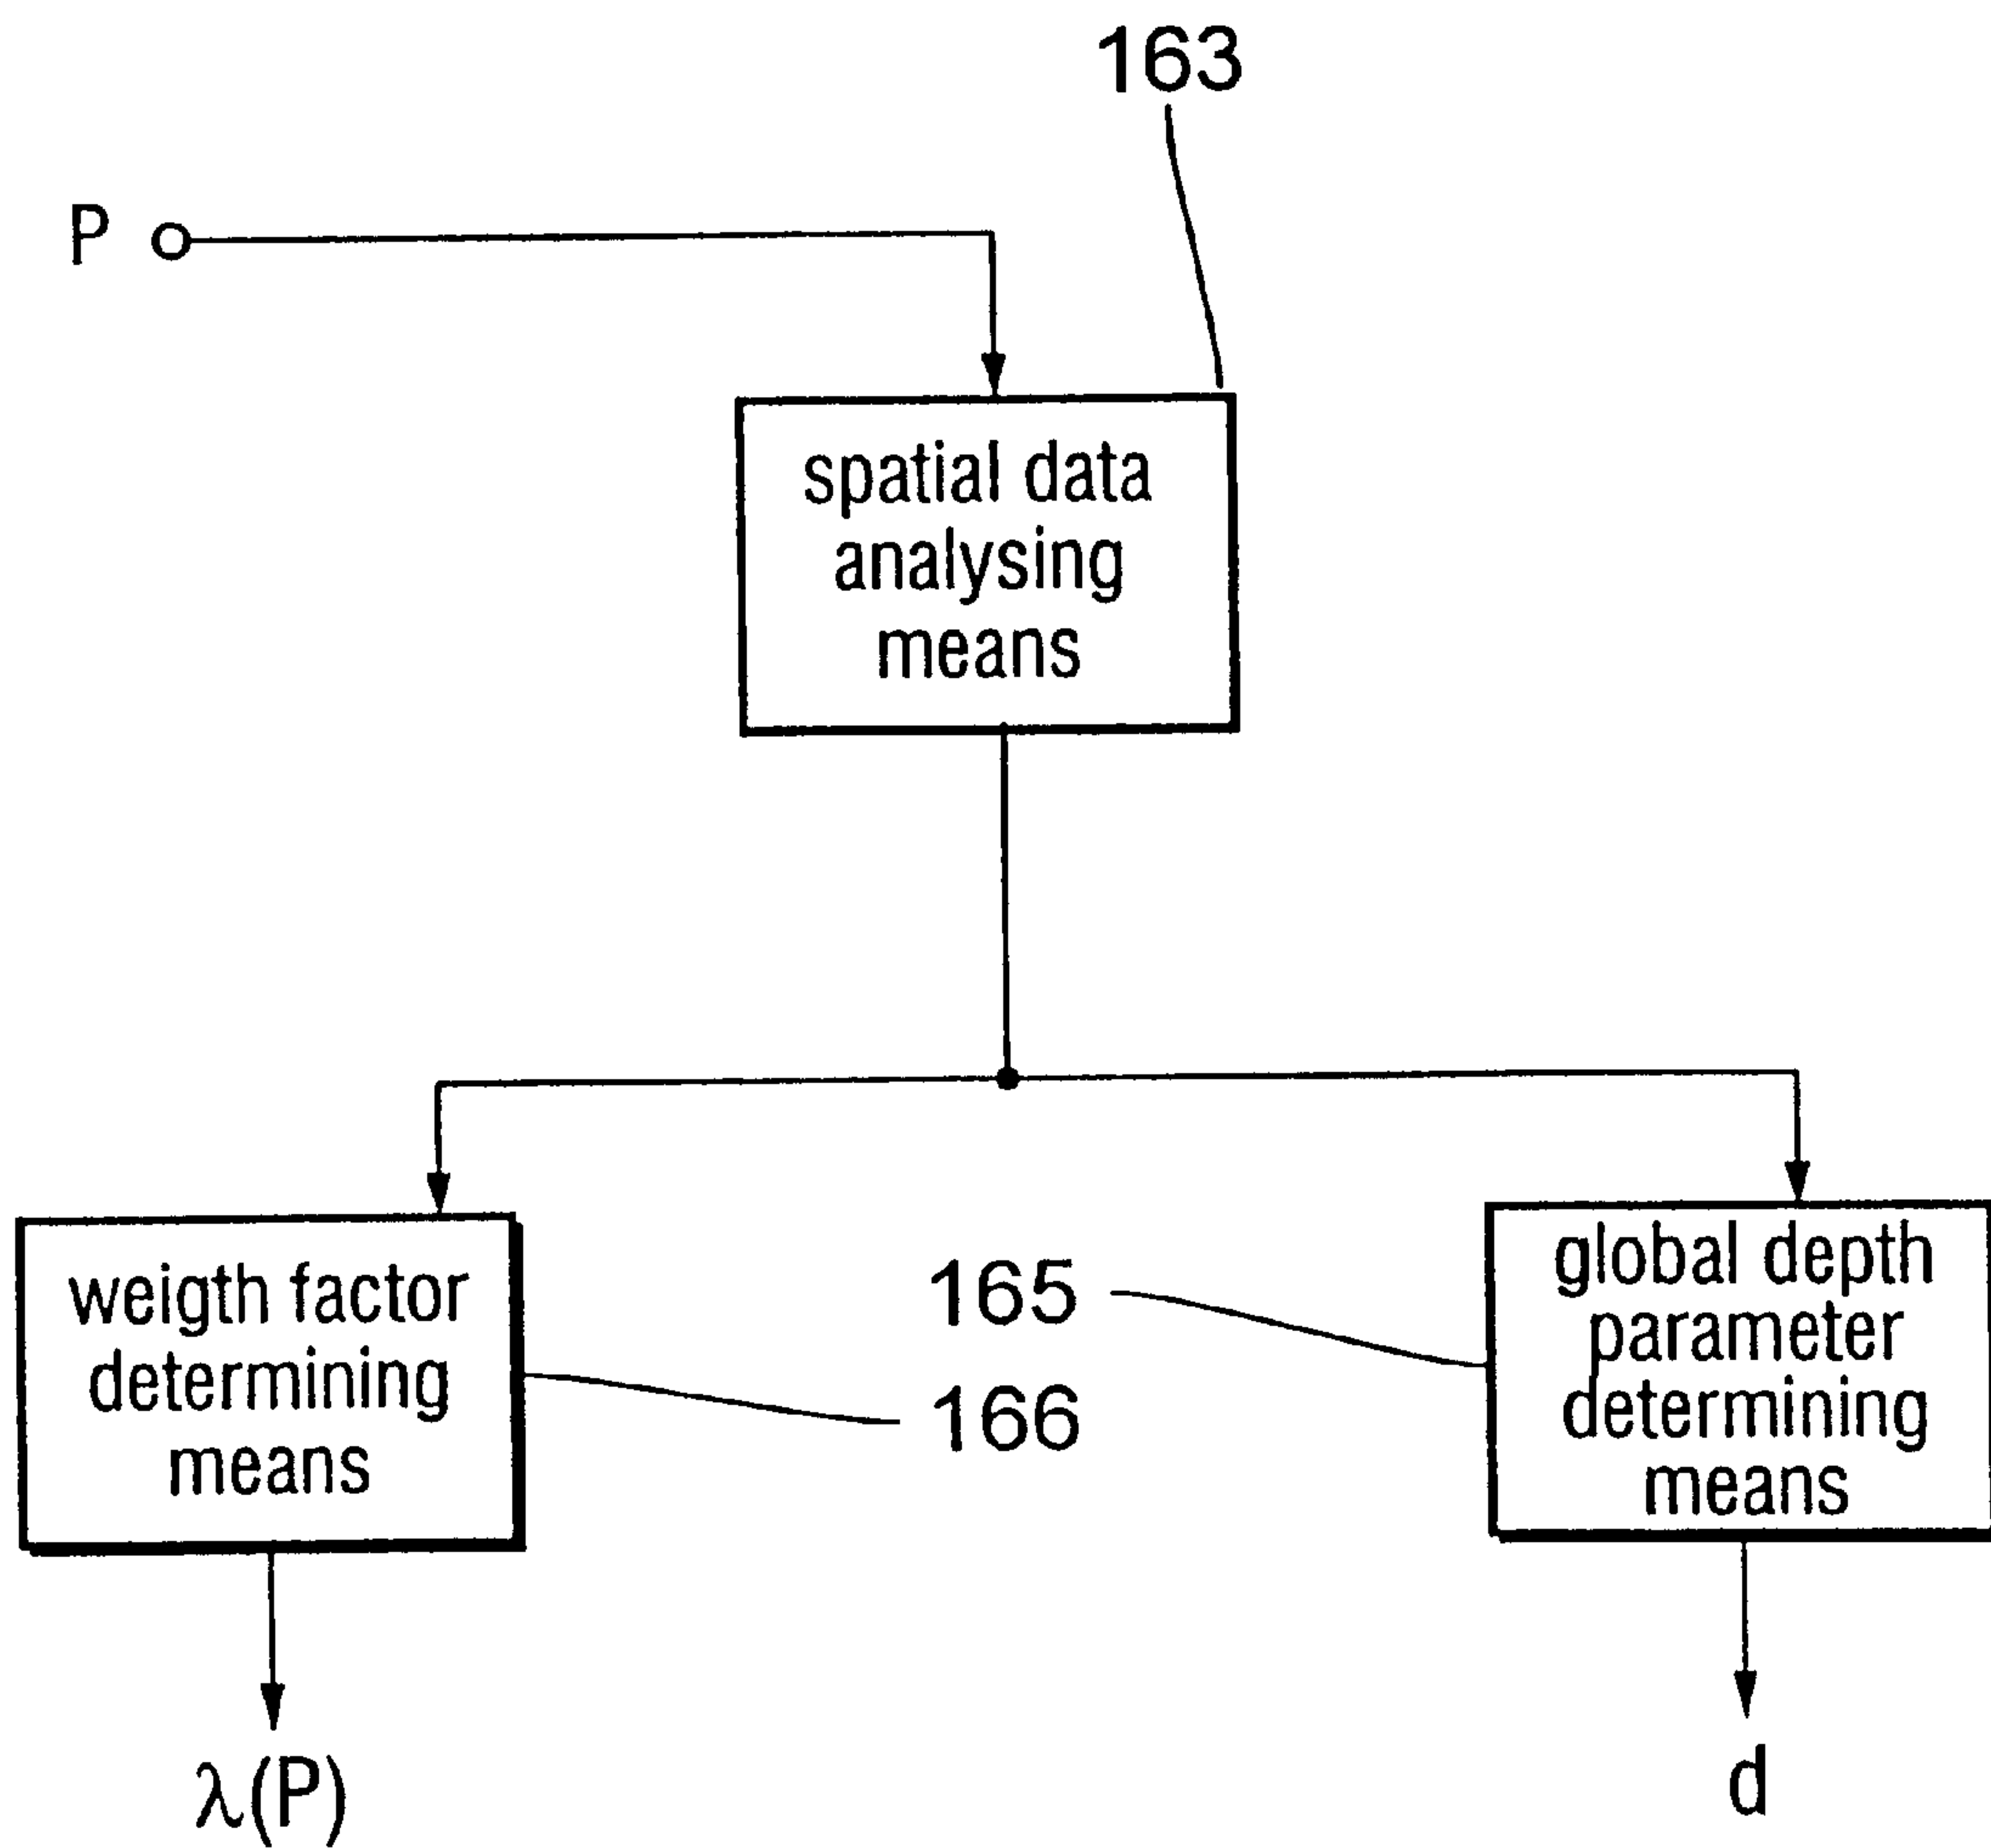 163
P
spatial data
analysing
means
weigth factor
determining
means
165
166
global depth
parameter
determining
means
λ(P)
d